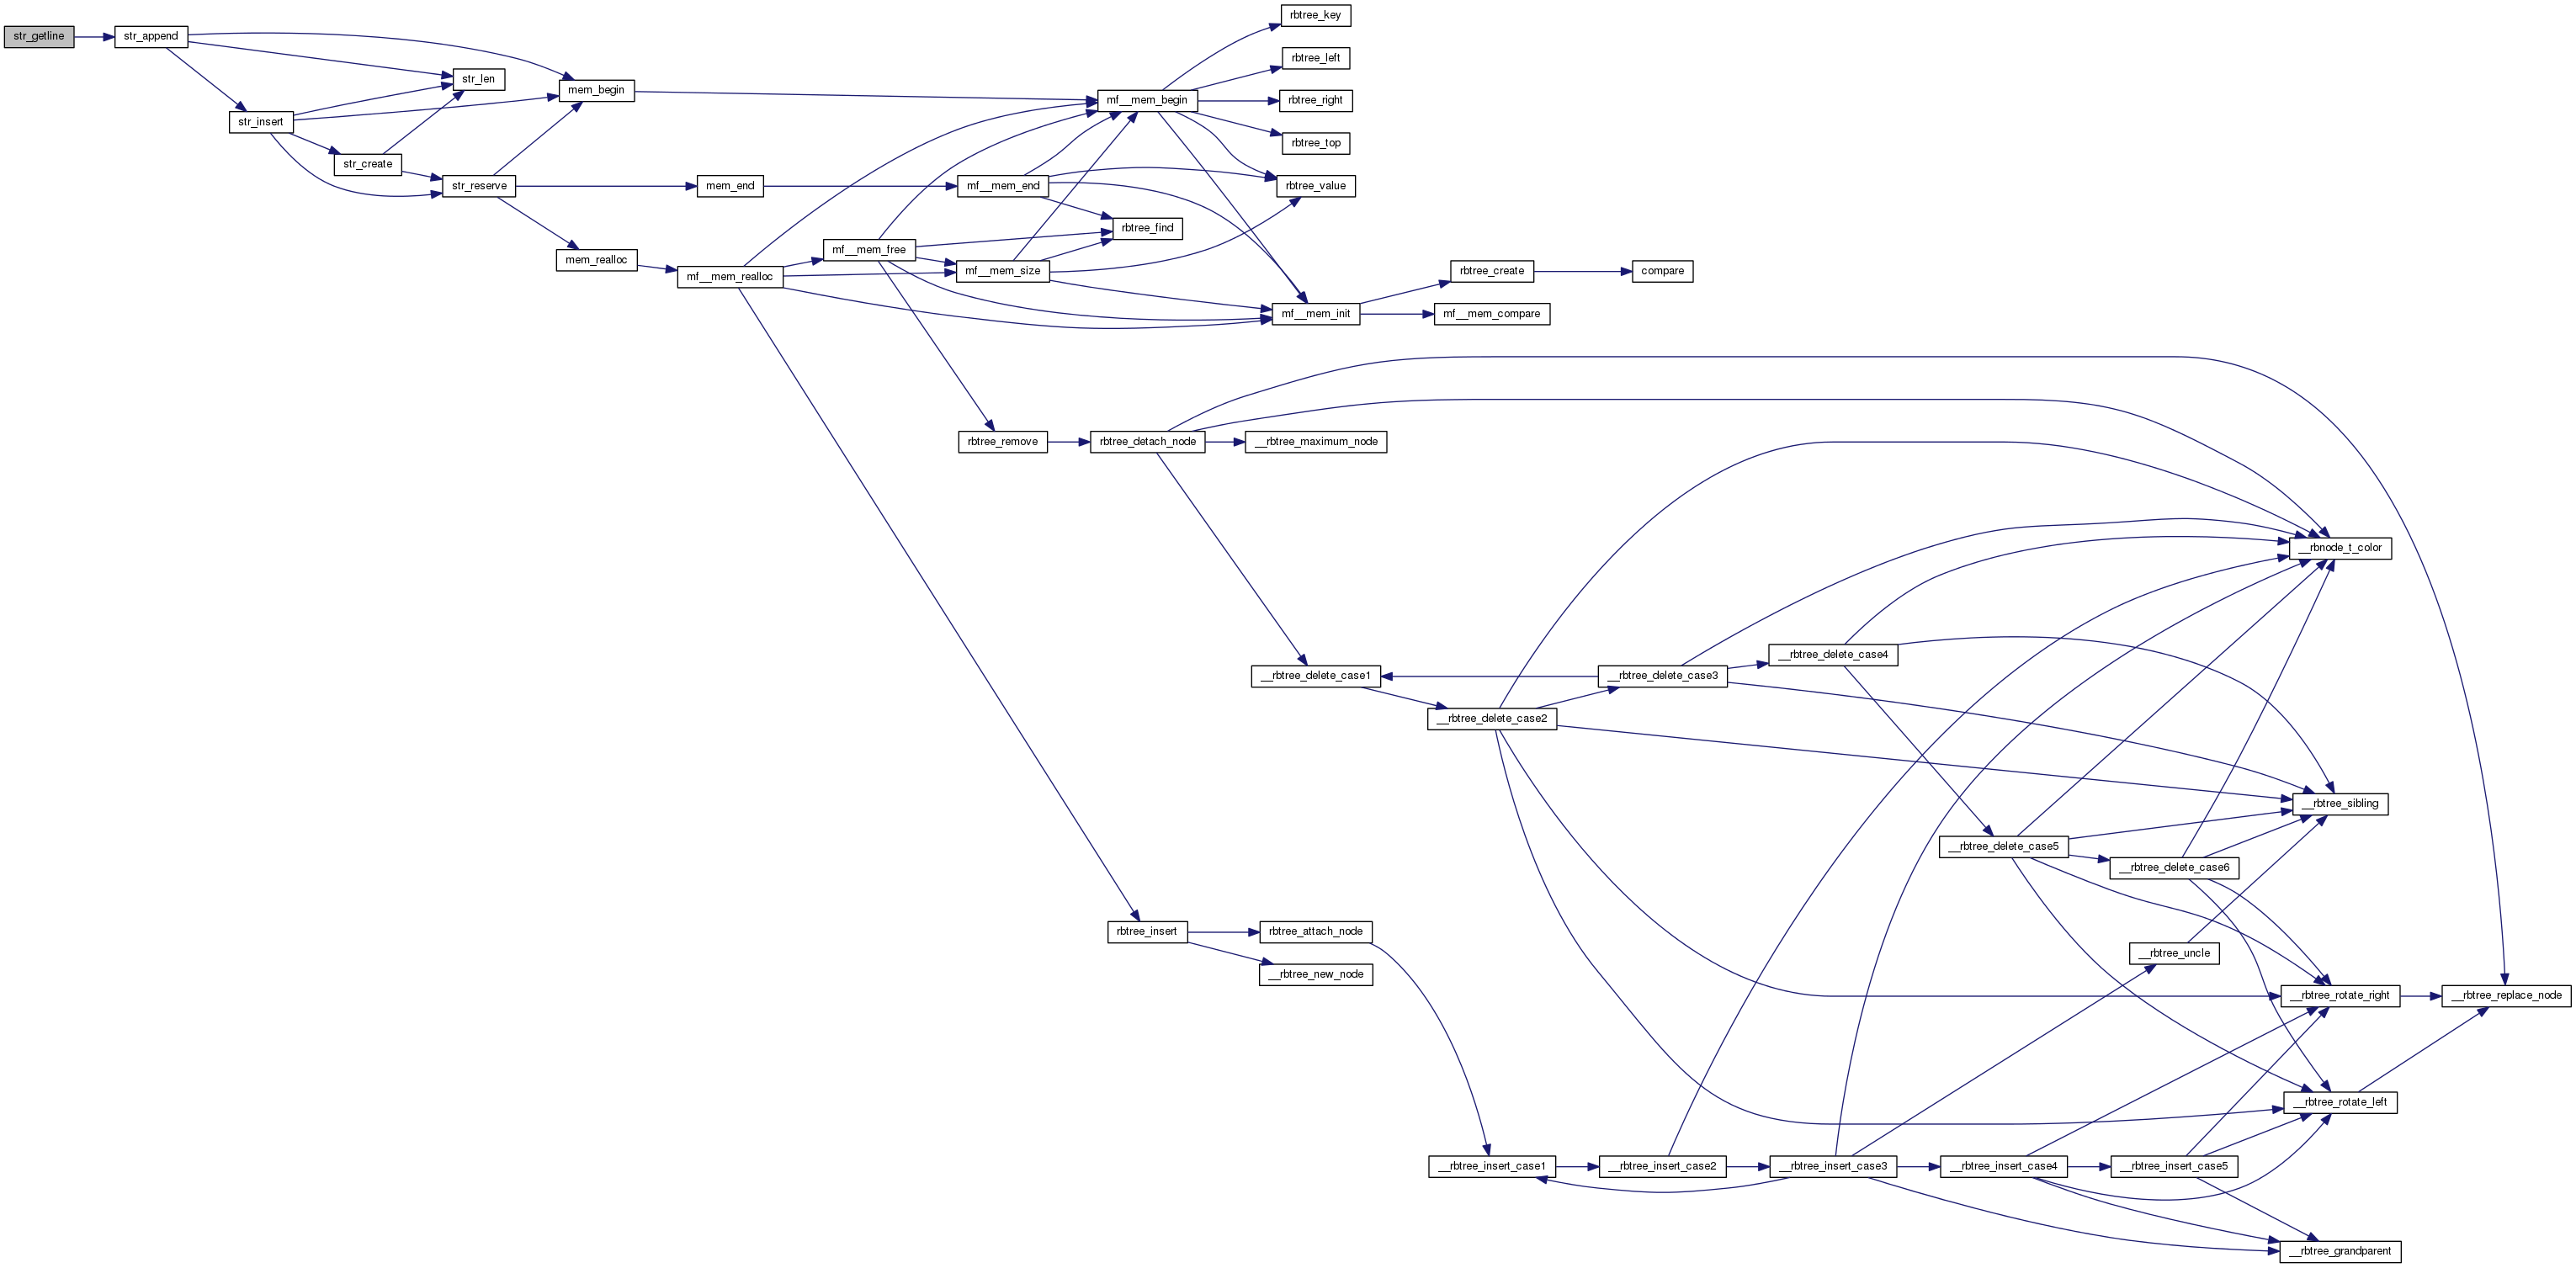 str_getline
str_append
str_insert
str_len
str_create
str_reserve
mem_begin
mem_end
mem_realloc
mf__mem_realloc
mf__mem_free
mf__mem_end
mf__mem_size
mf__mem_begin
rbtree_find
rbtree_key
rbtree_left
rbtree_right
rbtree_top
rbtree_value
mf__mem_init
rbtree_create
mf__mem_compare
compare
rbtree_remove
rbtree_detach_node
__rbtree_maximum_node
__rbnode_t_color
__rbtree_delete_case1
__rbtree_delete_case2
__rbtree_delete_case3
__rbtree_delete_case4
__rbtree_delete_case5
__rbtree_delete_case6
__rbtree_sibling
__rbtree_uncle
__rbtree_rotate_right
__rbtree_replace_node
__rbtree_rotate_left
rbtree_insert
rbtree_attach_node
__rbtree_new_node
__rbtree_insert_case1
__rbtree_insert_case2
__rbtree_insert_case3
__rbtree_insert_case4
__rbtree_insert_case5
__rbtree_grandparent